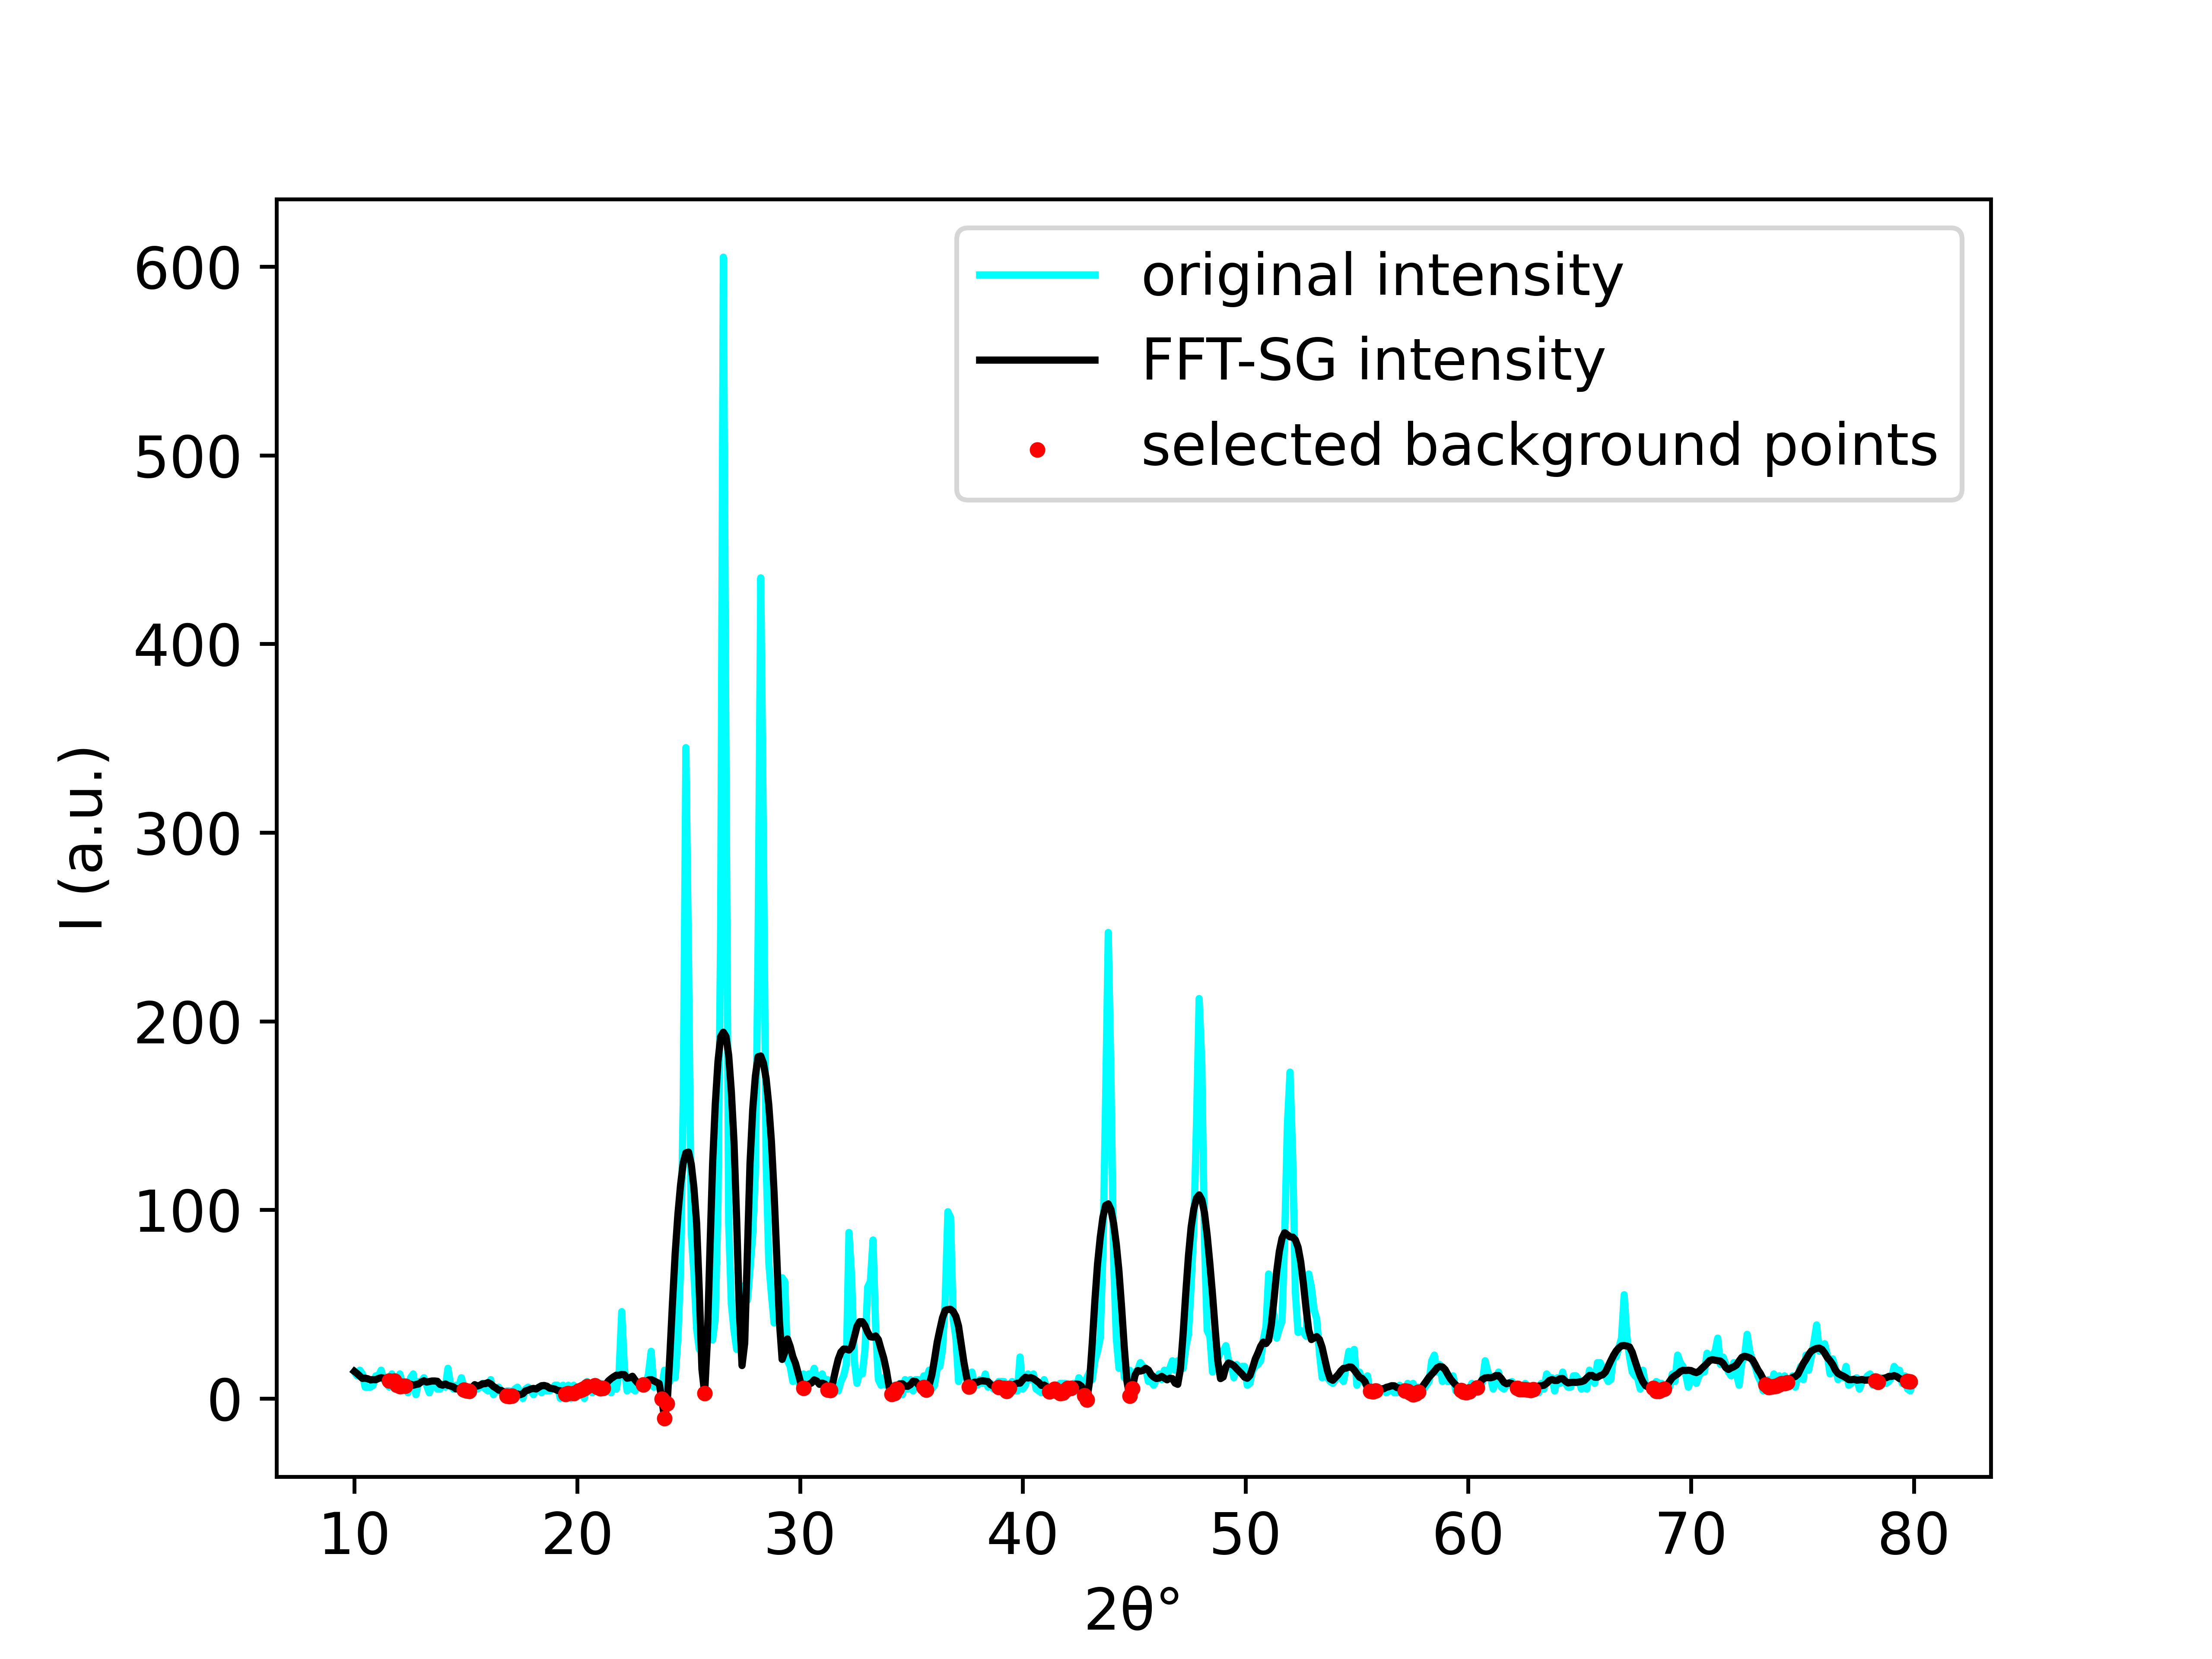 original intensity
FFT-SG intensity
selected background points
600
500
400
300
200
100
0
I (a.u.)
10 20 30 40 50 60 70 80
2θ°